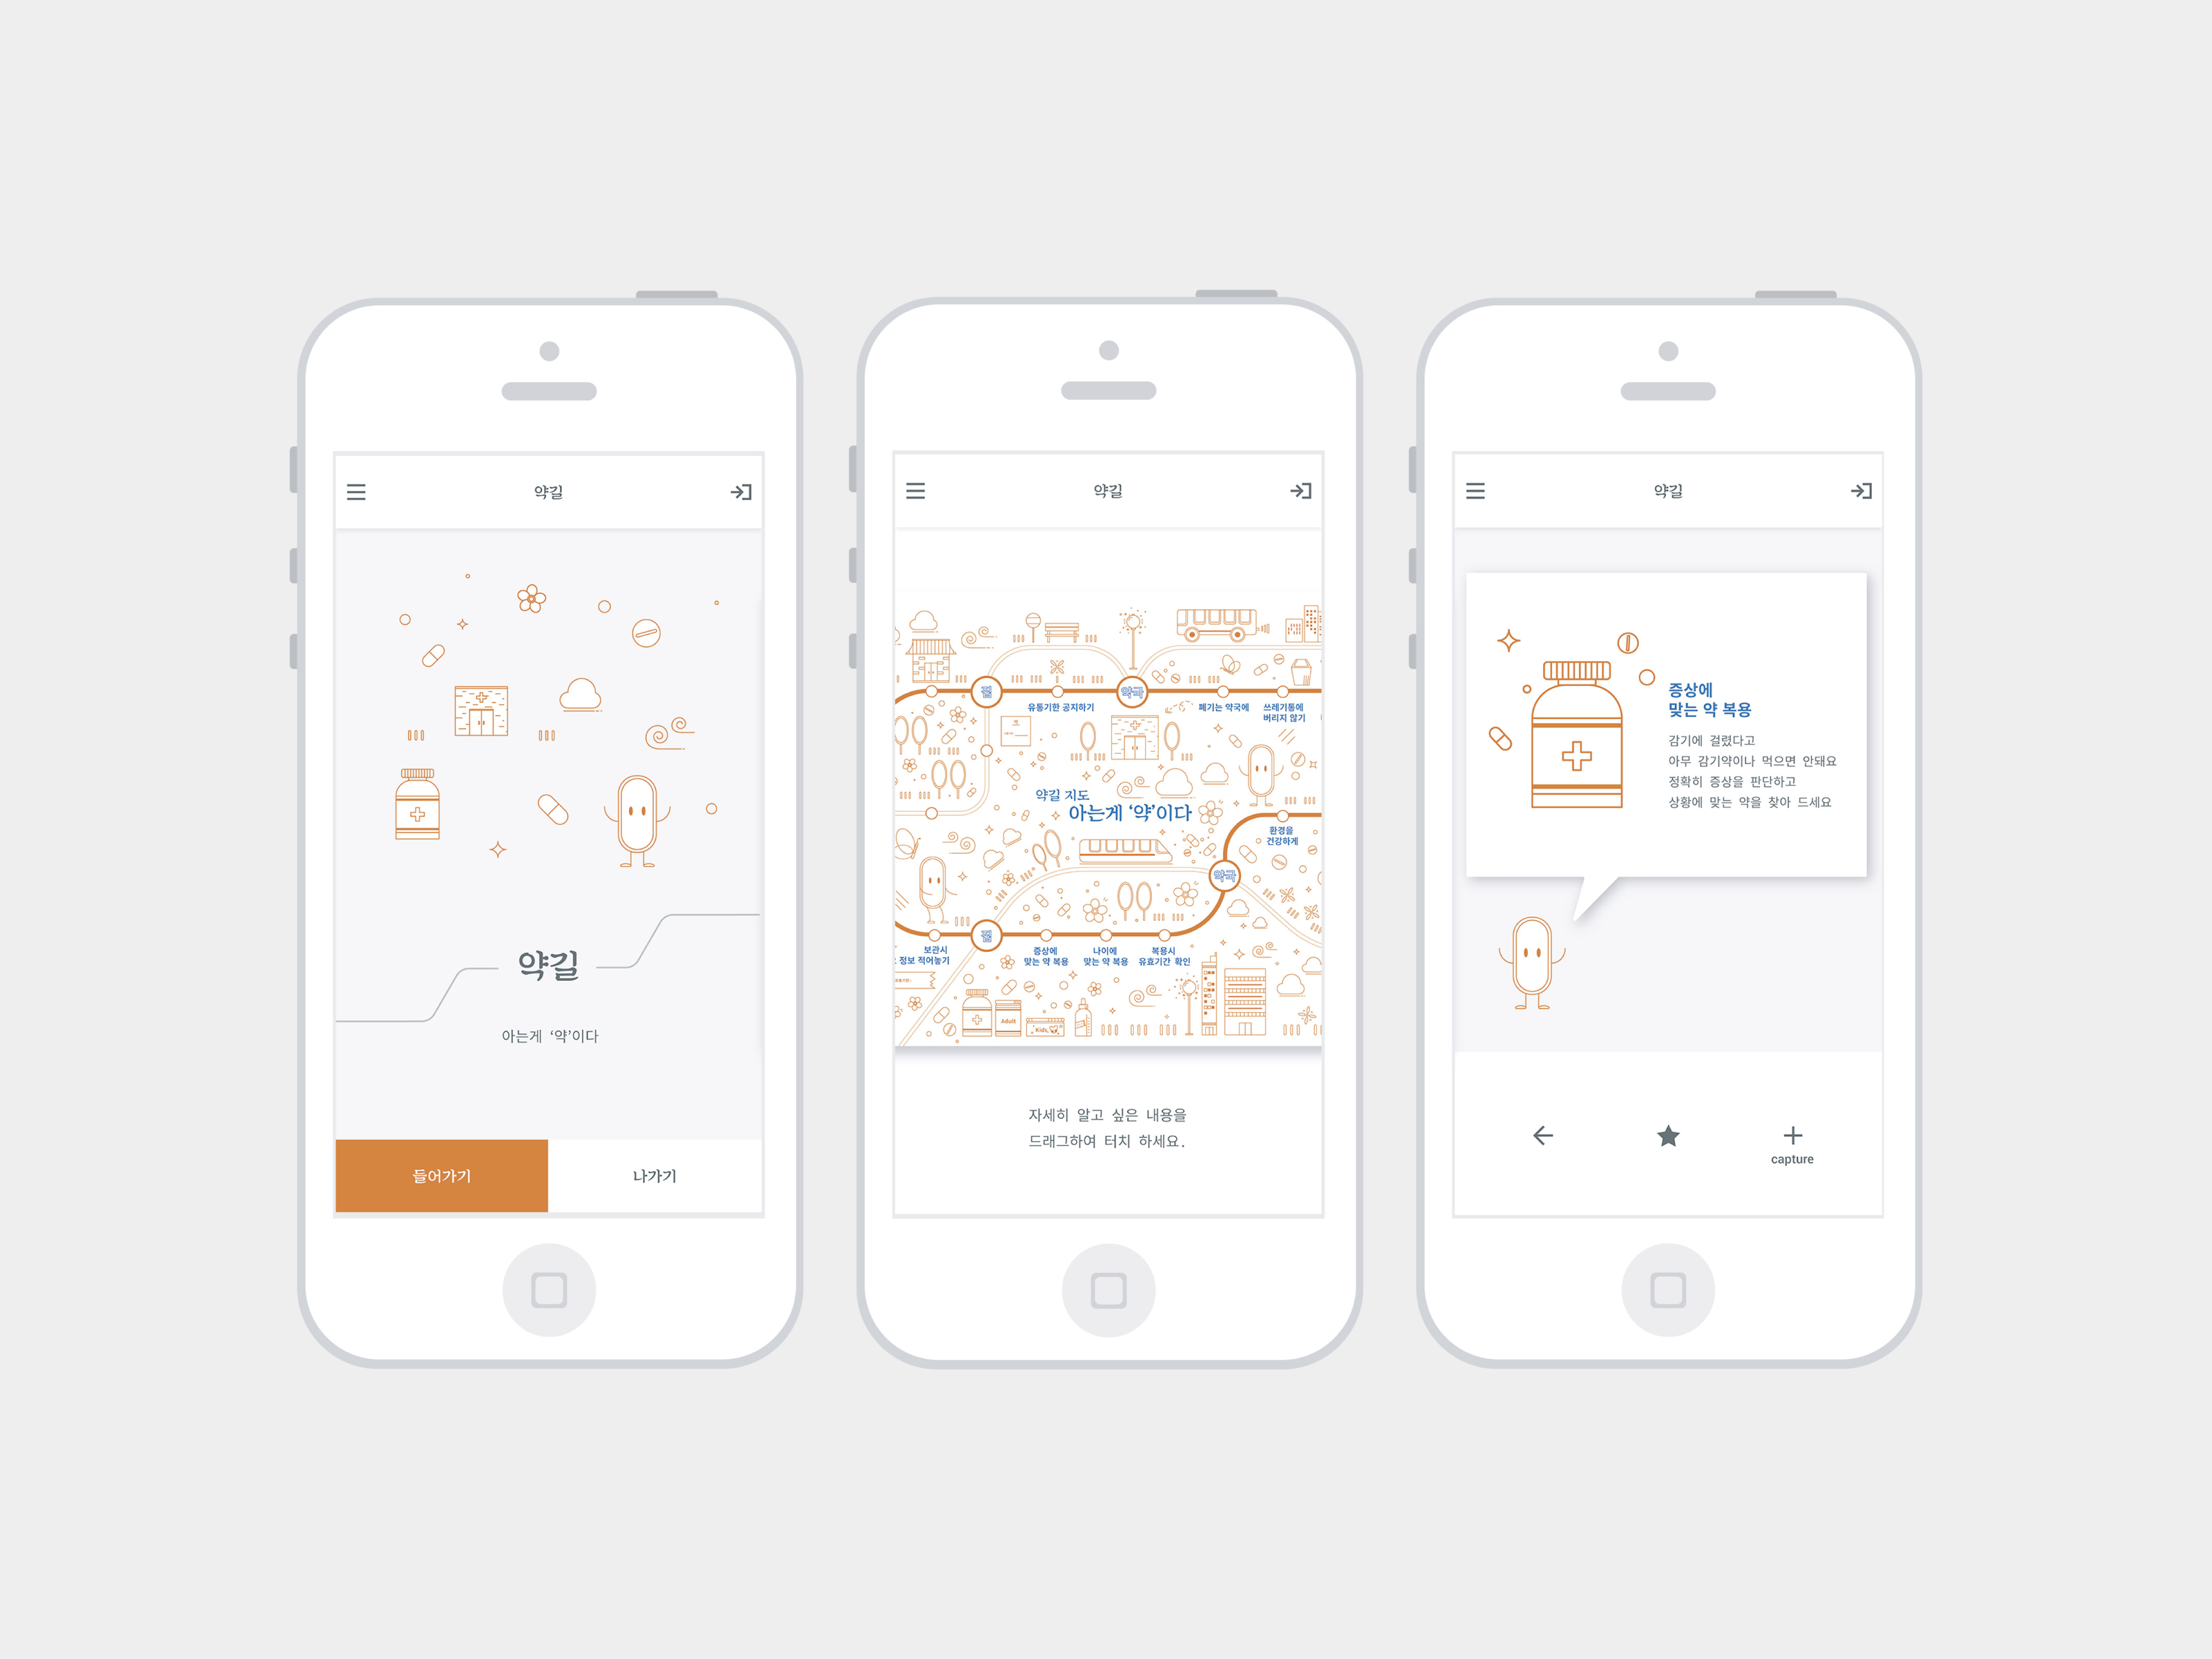 약길
약길
아는게 ‘약’이다
들어가기
나가기
약길
집
약국
유통기한 공지하기
폐기는 약국에
쓰레기통에
버리지 않기
약길 지도
아는게 ‘약’이다
환경을
건강하게
약국
집
보관시
정보 적어놓기
증상에
맞는 약 복용
나이에
맞는 약 복용
복용시
유효기간 확인
Adult
Kids
자세히 알고 싶은 내용을
드래그하여 터치 하세요.
약길
증상에
맞는 약 복용
감기에 걸렸다고
아무 감기약이나 먹으면 안돼요
정확히 증상을 판단하고
상황에 맞는 약을 찾아 드세요
capture